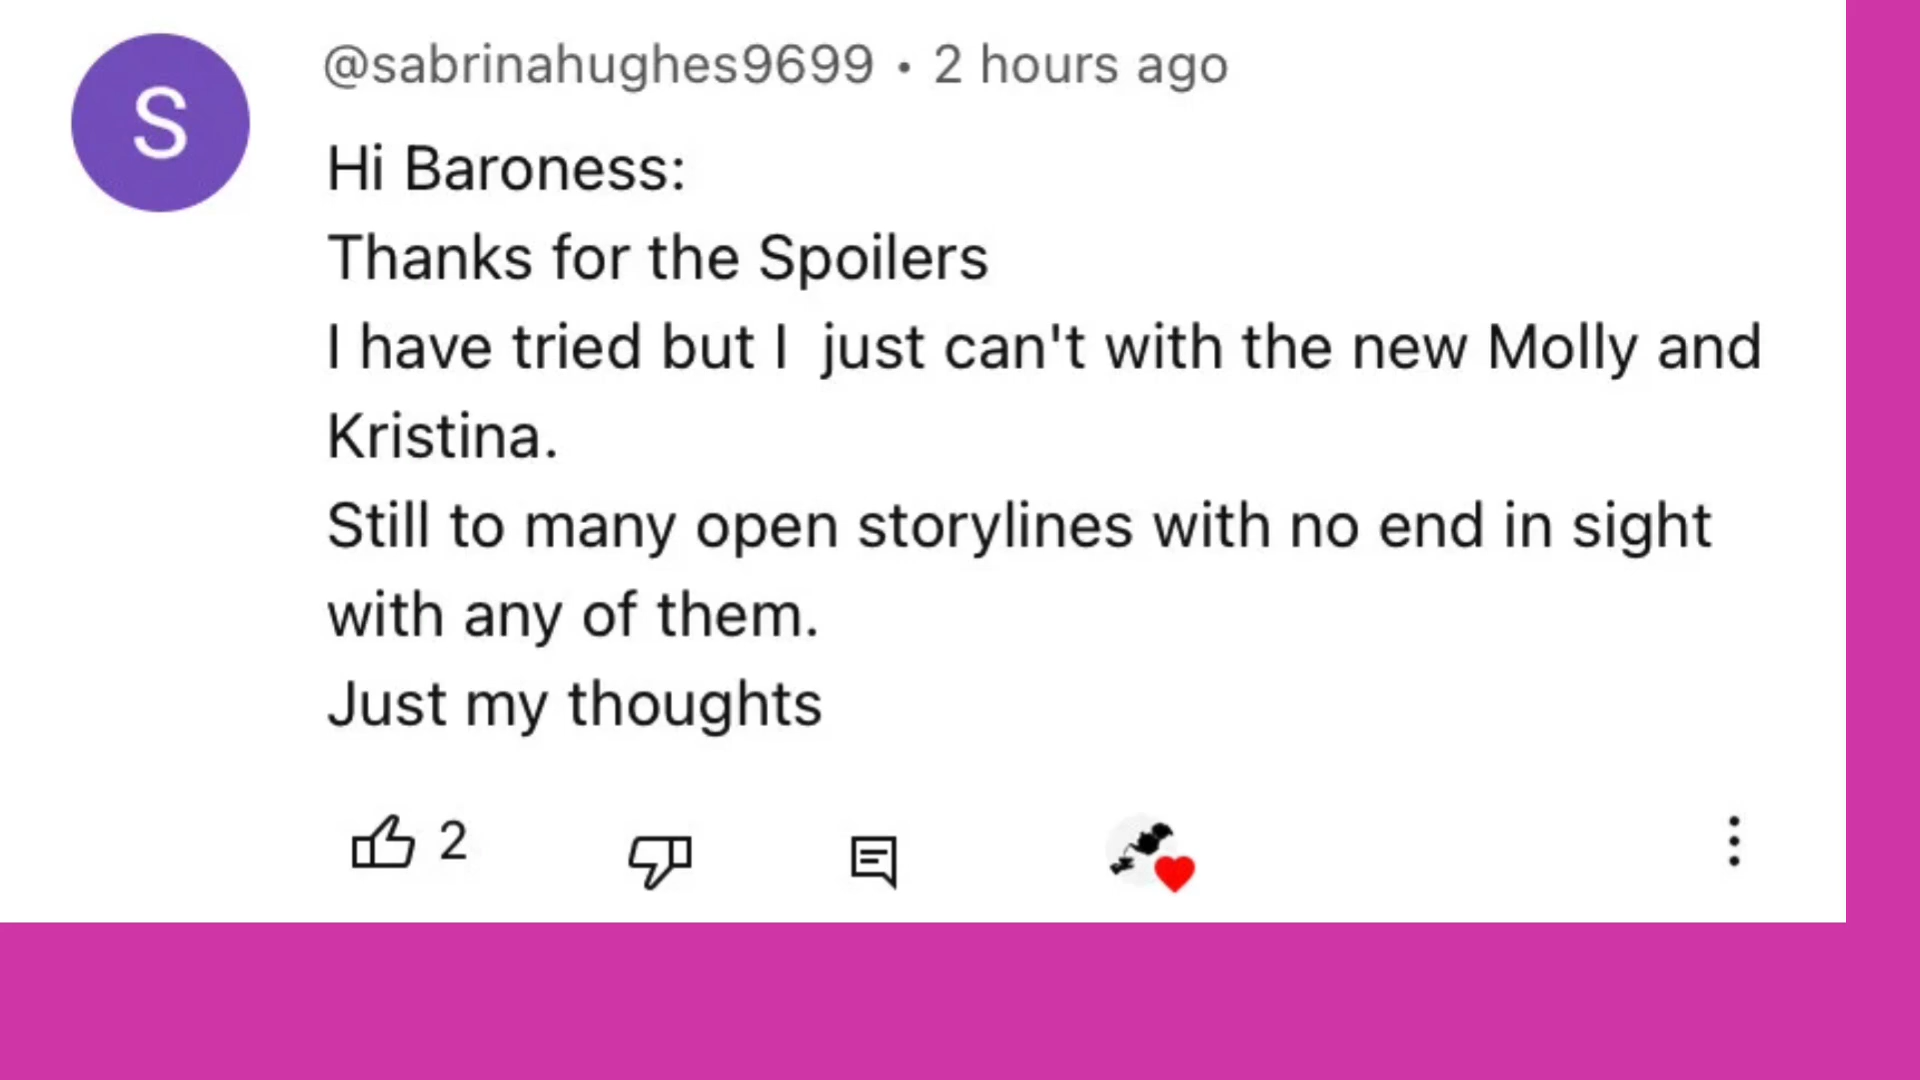 S
@sabrinahughes9699 • 2 hours ago
Hi Baroness:
Thanks for the Spoilers
I have tried but I  just can't with the new Molly and
Kristina.
Still to many open storylines with no end in sight
with any of them.
Just my thoughts
2